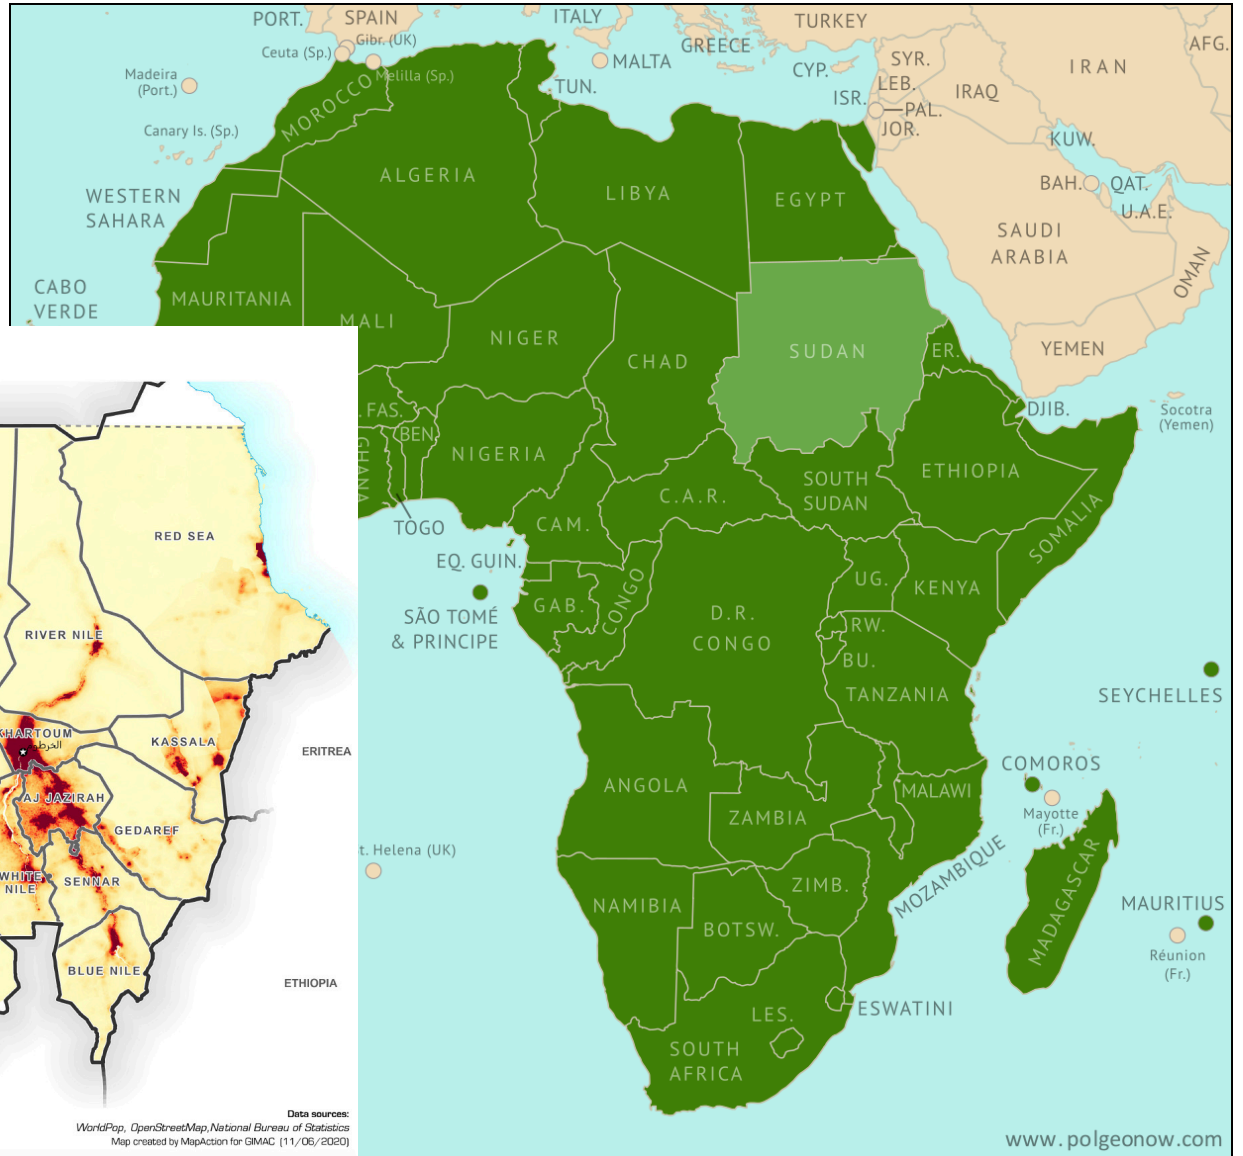 PORT.
SPAIN
ITALY
TURKEY
Ceuta (Sp.)
Gibr. (UK)
Melilla (Sp.)
MALTA
GREECE
CYP.
SYR.
LEB.
IRAQ
IRAN
AFG.
Madeira
(Port.)
MOROCCO
TUN.
ISR.
PAL.
JOR.
KUW.
Canary Is. (Sp.)
ALGERIA
LIBYA
EGYPT
BAH.
QAT.
U.A.E.
WESTERN
SAHARA
SAUDI
ARABIA
OMAN
CABO
VERDE
MAURITANIA
MALI
NIGER
CHAD
SUDAN
ER.
YEMEN
. FAS.
BEN.
GHANA
NIGERIA
DJIB.
Socotra
(Yemen)
C.A.R.
SOUTH
SUDAN
ETHIOPIA
SOMALIA
TOGO
CAM.
EQ. GUIN.
SÃO TOMÉ
& PRINCIPE
GAB.
CONGO
D.R.
CONGO
UG.
KENYA
RW.
BU.
TANZANIA
SEYCHELLES
COMOROS
Mayotte
(Fr.)
ANGOLA
ZAMBIA
MALAWI
MOZAMBIQUE
t. Helena (UK)
NAMIBIA
ZIMB.
BOTSW.
MADAGASCAR
MAURITIUS
Réunion
(Fr.)
ESWATINI
LES.
SOUTH
AFRICA
www.polgeonow.com
RED SEA
RIVER NILE
KHARTOUM
الخرطوم
KASSALA
ERITREA
AJ JAZIRAH
GEDAREF
WHITE
NILE
SENNAR
BLUE NILE
ETHIOPIA
Data sources:
WorldPop, OpenStreetMap,National Bureau of Statistics
Map created by MapAction for GIMAC (11/06/2020)